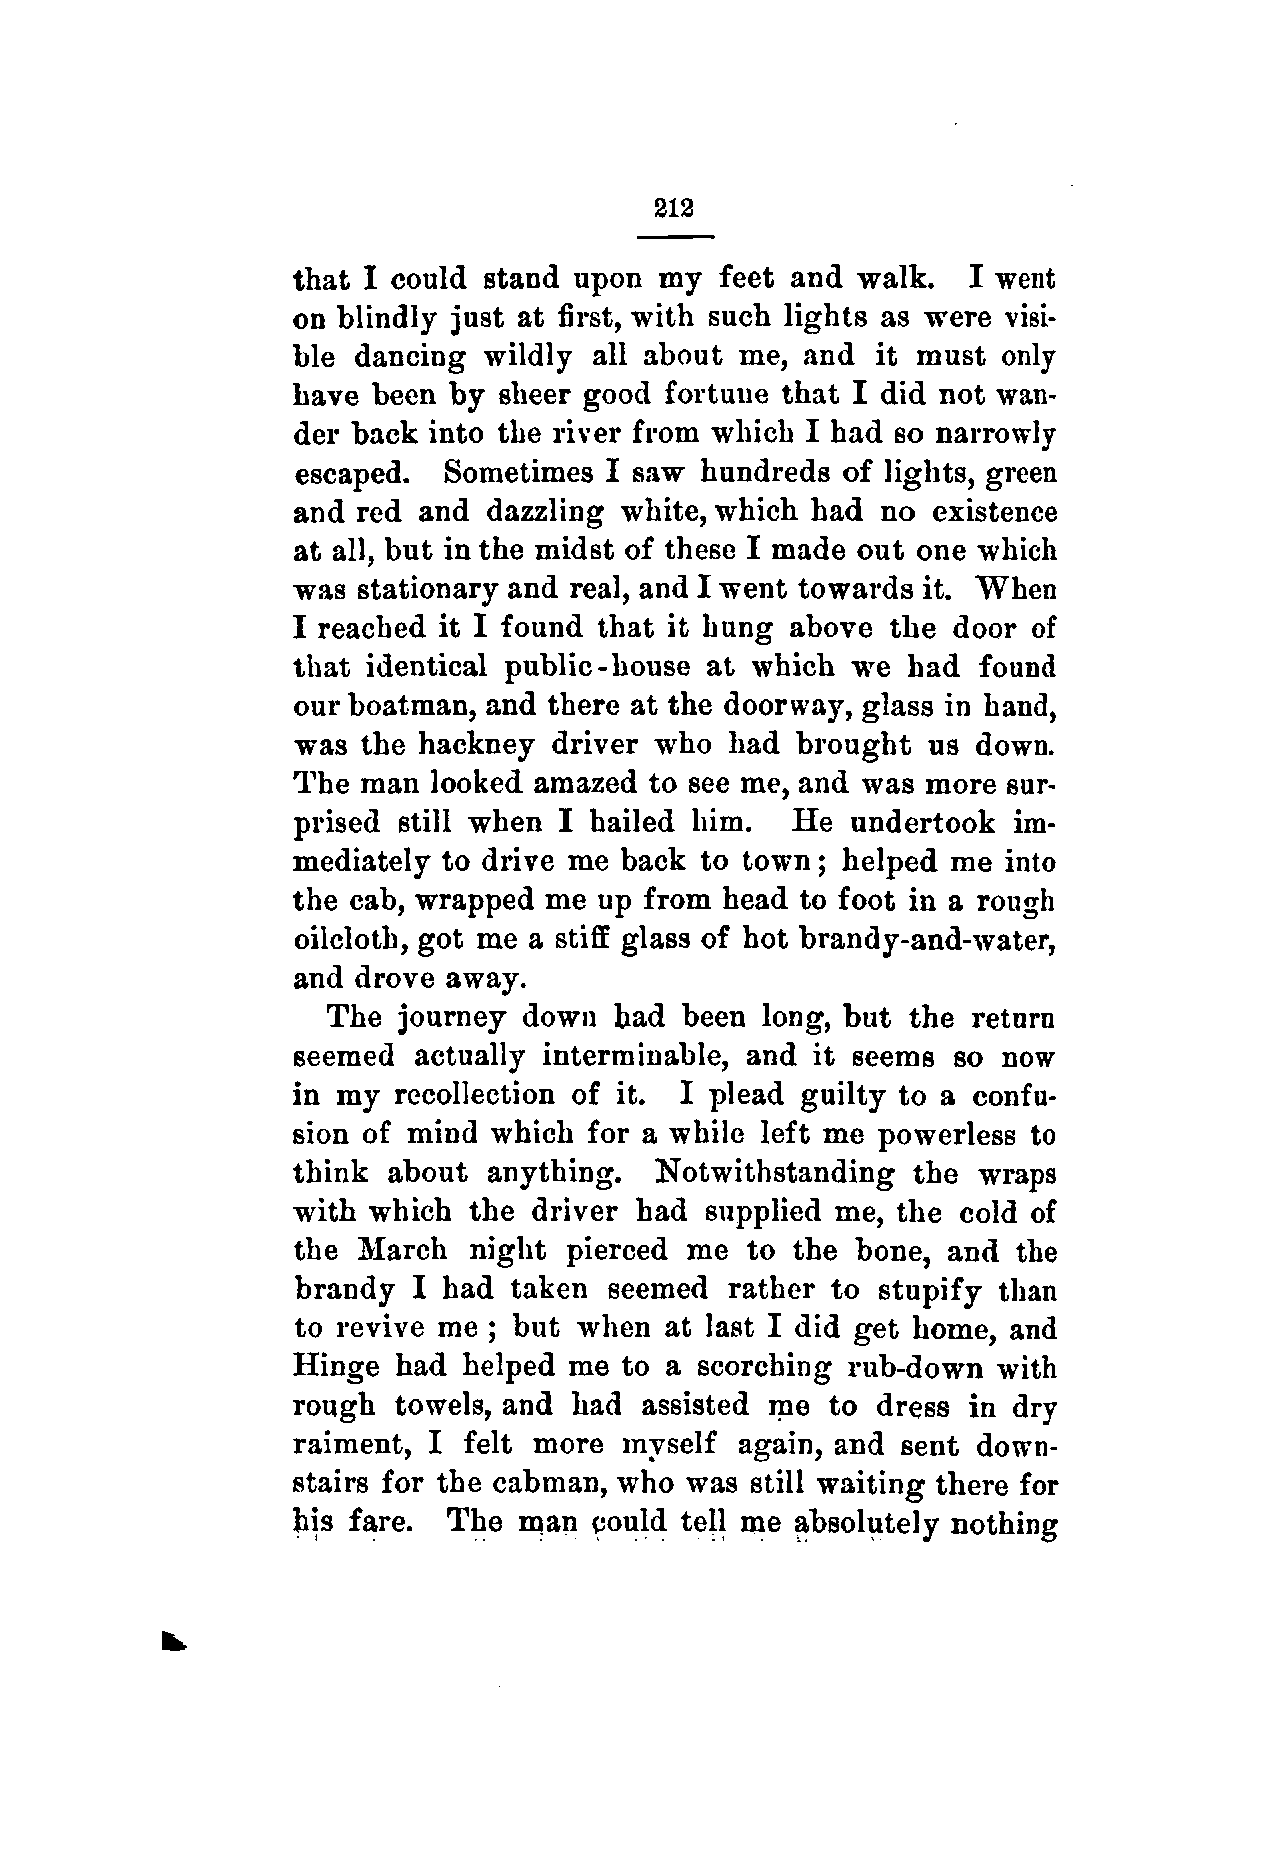 212
that I could stand upon my feet and walk. I went
on blindly just at first, with such lights as were visi-
ble dancing wildly all about me, and it must only
have been by sheer good fortune that I did not wan-
der back into the river from which I had so narrowly
escaped. Sometimes I saw hundreds of lights, green
and red and dazzling white, which had no existence
at all, but in the midst of these I made out one which
was stationary and real, and I went towards it. When
I reached it I found that it hung above the door of
that identical public-house at which we had found
our boatman, and there at the doorway, glass in hand,
was the hackney driver who had brought us down.
The man looked amazed to see me, and was more sur-
prised still when I hailed him. He undertook im-
mediately to drive me back to town; helped me into
the cab, wrapped me up from head to foot in a rough
oilcloth, got me a stiff glass of hot brandy-and-water,
and drove away.
The journey down had been long, but the return
seemed actually interminable, and it seems so now
in my recollection of it. I plead guilty to a confu-
sion of mind which for a while left me powerless to
think about anything. Notwithstanding the wraps
with which the driver had supplied me, the cold of
the March night pierced me to the bone, and the
brandy I had taken seemed rather to stupify than
to revive me; but when at last I did get home, and
Hinge had helped me to a scorching rub-down with
rough towels, and had assisted me to dress in dry
raiment, I felt more myself again, and sent down-
stairs for the cabman, who was still waiting there for
his fare. The man could tell me absolutely nothing